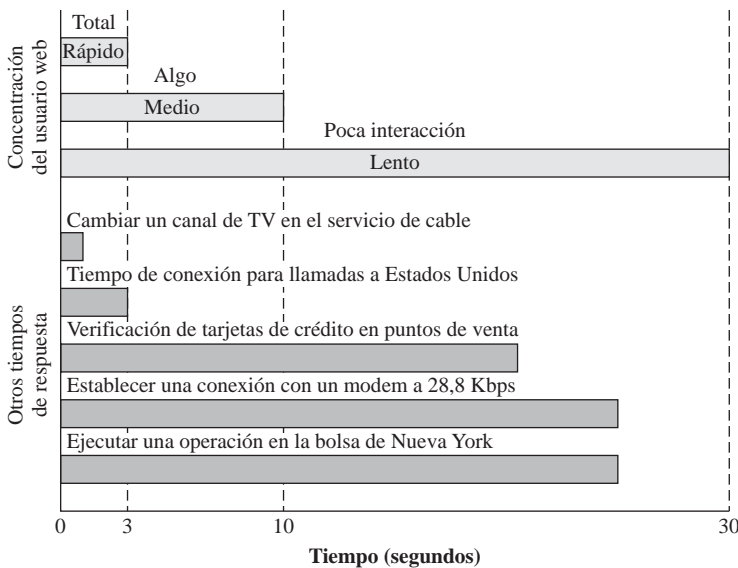 Total
Rápido
Algo
Medio
Poca interacción
Lento
Concentración
del usuario web
Cambiar un canal de TV en el servicio de cable
Tiempo de conexión para llamadas a Estados Unidos
Verificación de tarjetas de crédito en puntos de venta
Establecer una conexión con un modem a 28,8 Kbps
Ejecutar una operación en la bolsa de Nueva York
Otros tiempos
de respuesta
0 3 10 30
Tiempo (segundos)